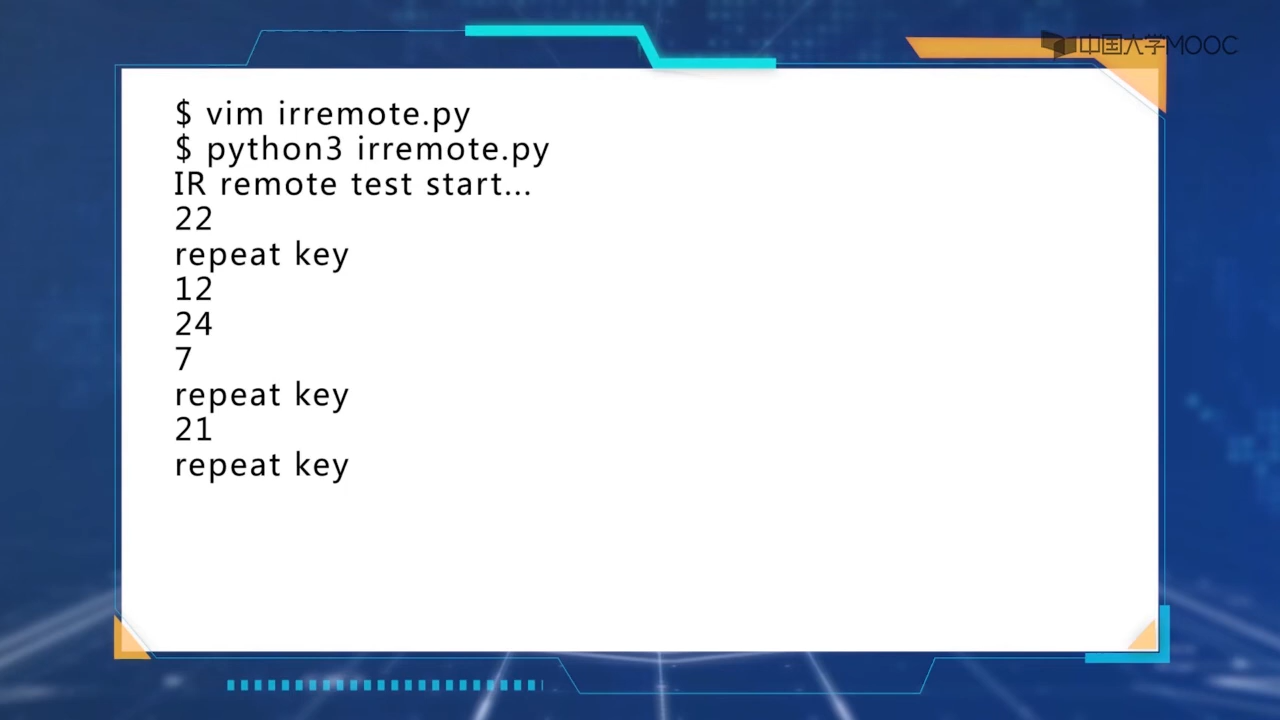 中国大学MOOC
$ vim irremote.py
$ python3 irremote.py
IR remote test start...
22
repeat key
12
24
7
repeat key
21
repeat key